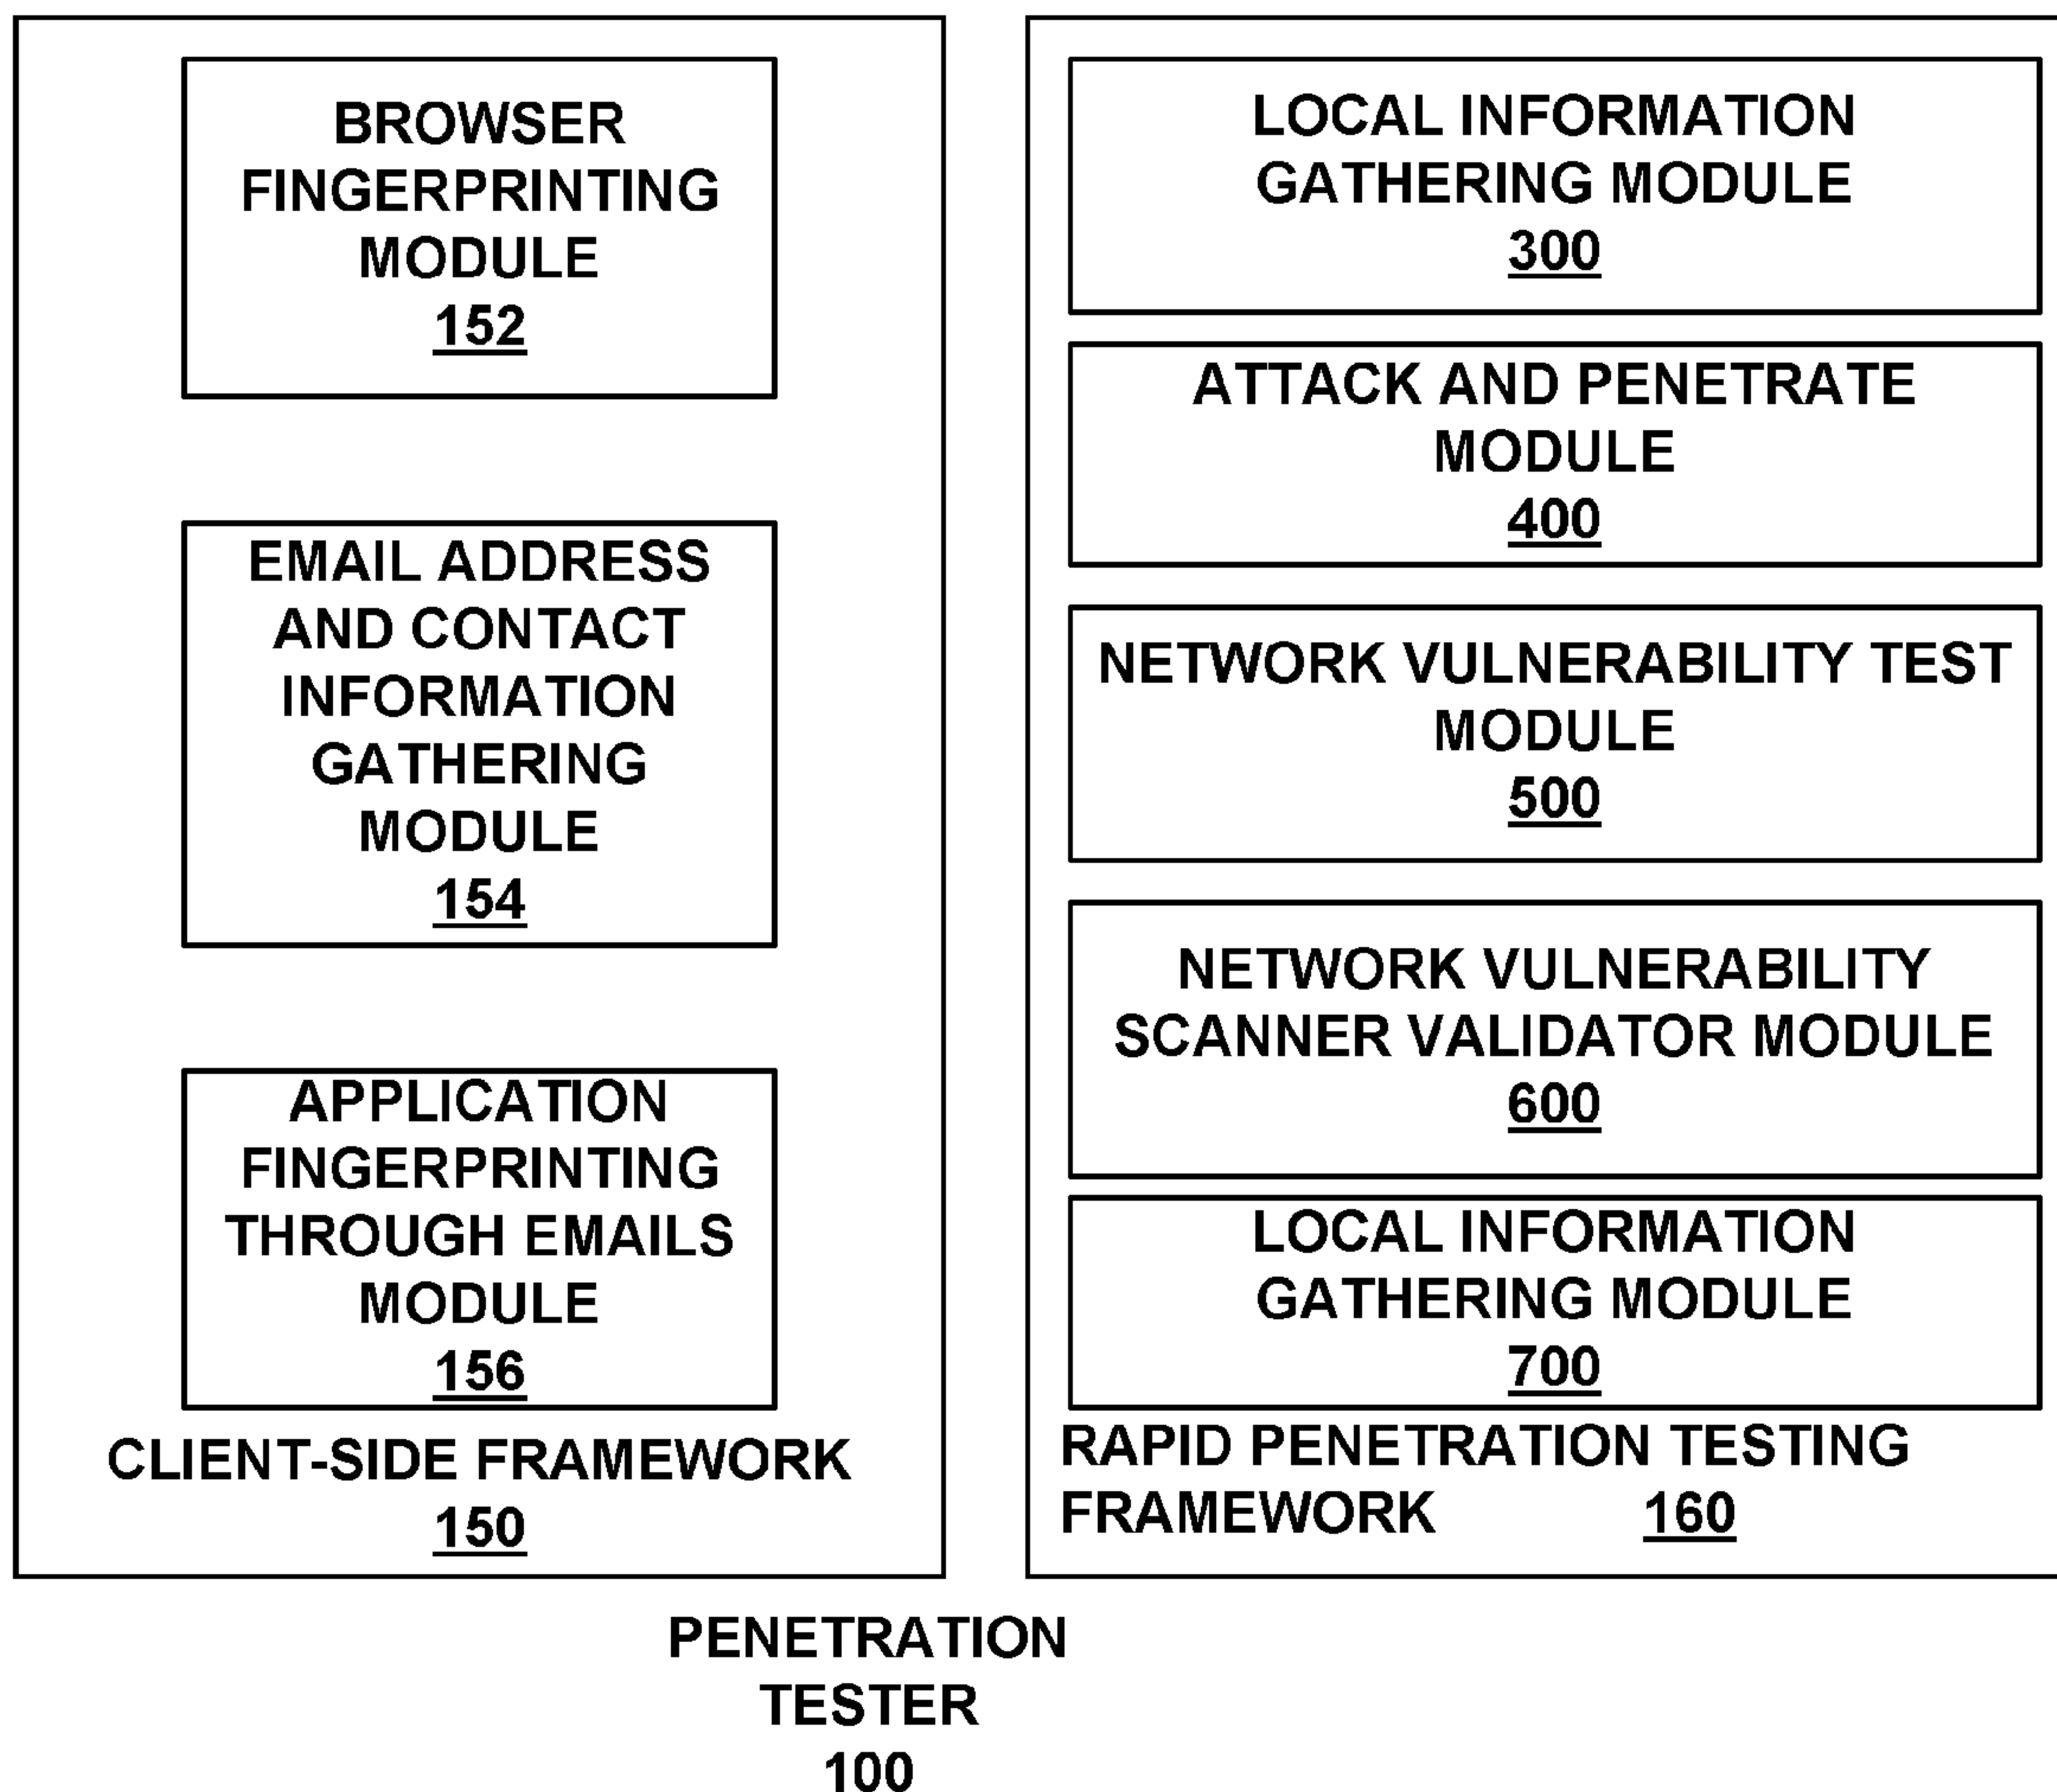 BROWSER
FINGERPRINTING
MODULE
152
EMAIL ADDRESS
AND CONTACT
INFORMATION
GATHERING
MODULE
154
APPLICATION
FINGERPRINTING
THROUGH EMAILS
MODULE
156
CLIENT-SIDE FRAMEWORK
150
LOCAL INFORMATION
GATHERING MODULE
300
ATTACK AND PENETRATE
MODULE
400
NETWORK VULNERABILITY TEST
MODULE
500
NETWORK VULNERABILITY
SCANNER VALIDATOR MODULE
600
LOCAL INFORMATION
GATHERING MODULE
700
RAPID PENETRATION TESTING
FRAMEWORK 160
PENETRATION
TESTER
100